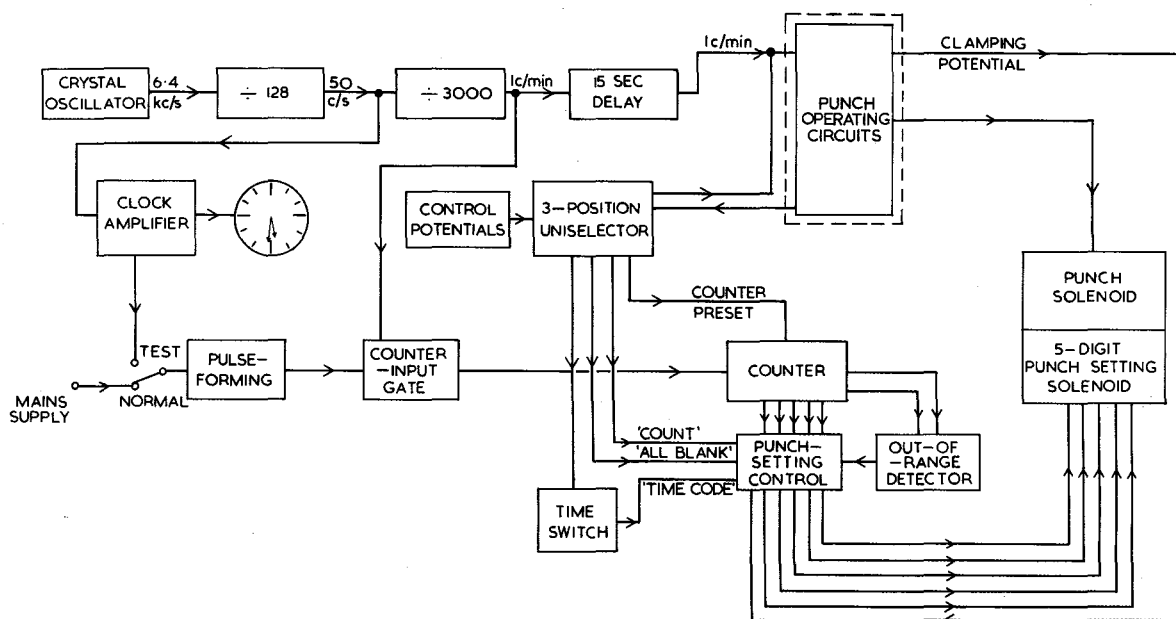 CRYSTAL
OSCILLATOR
6·4
kc/s
÷ 128
50
c/s
÷ 3000
1c/min
15 SEC
DELAY
1c/min
PUNCH
OPERATING
CIRCUITS
CLAMPING
POTENTIAL
CLOCK
AMPLIFIER
CONTROL
POTENTIALS
3-POSITION
UNISELECTOR
PUNCH
SOLENOID
5-DIGIT
PUNCH SETTING
SOLENOID
COUNTER
PRESET
TEST
NORMAL
MAINS
SUPPLY
PULSE-
FORMING
COUNTER
-INPUT
GATE
COUNTER
'COUNT'
'ALL BLANK'
'TIME CODE'
PUNCH-
SETTING
CONTROL
OUT-OF-
-RANGE
DETECTOR
TIME
SWITCH